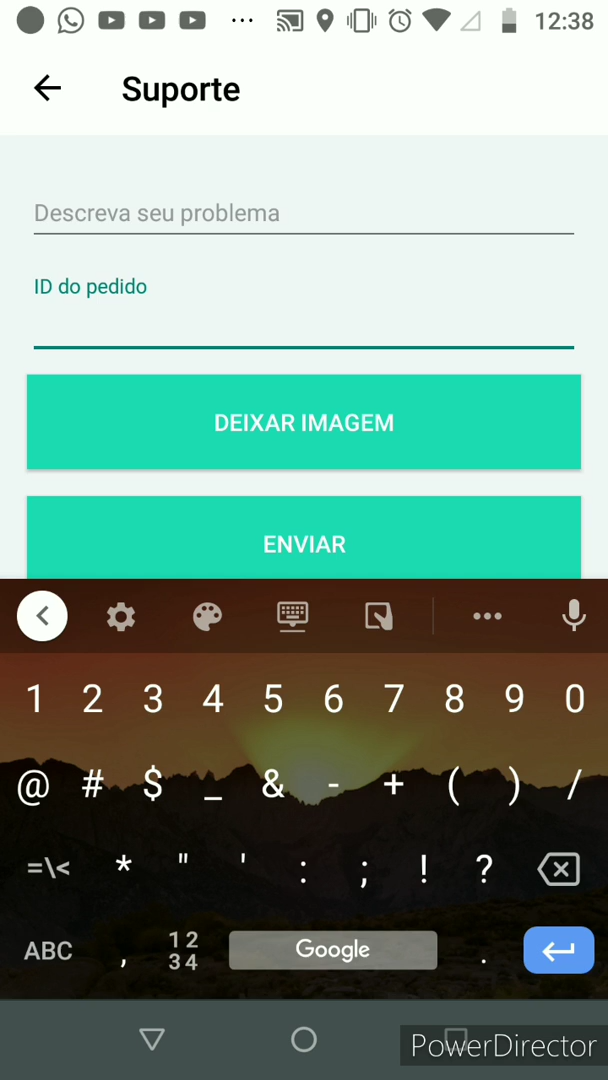 12:38
Suporte
Descreva seu problema
ID do pedido
DEIXAR IMAGEM
ENVIAR
1 2 3 4 5 6 7 8 9 0
@ # $ _ & - + ( ) /
=\< * " ' : ; ! ?
ABC , 12 34 Google .
PowerDirector